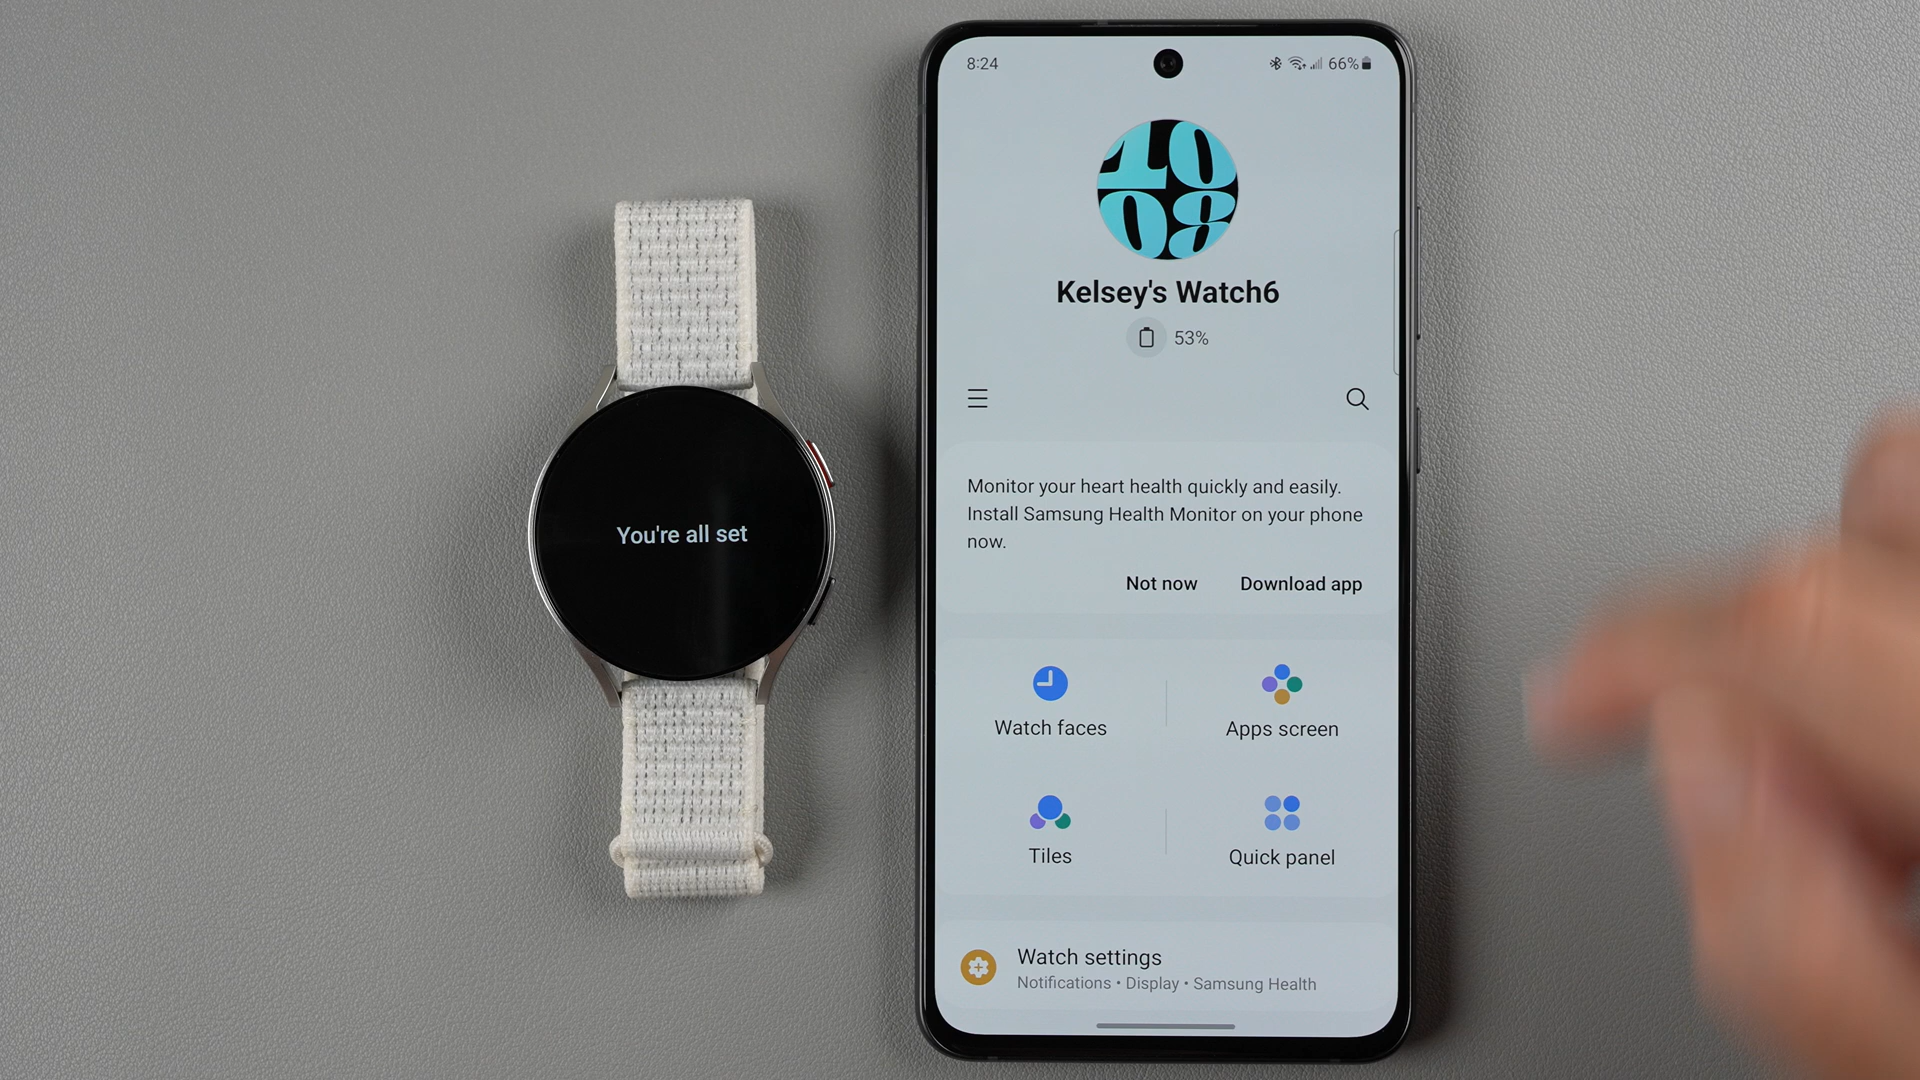 8:24
66%
10
08
Kelsey's Watch6
53%
Monitor your heart health quickly and easily.
Install Samsung Health Monitor on your phone
now.
Not now
Download app
You're all set
Watch faces
Apps screen
Tiles
Quick panel
Watch settings
Notifications • Display • Samsung Health